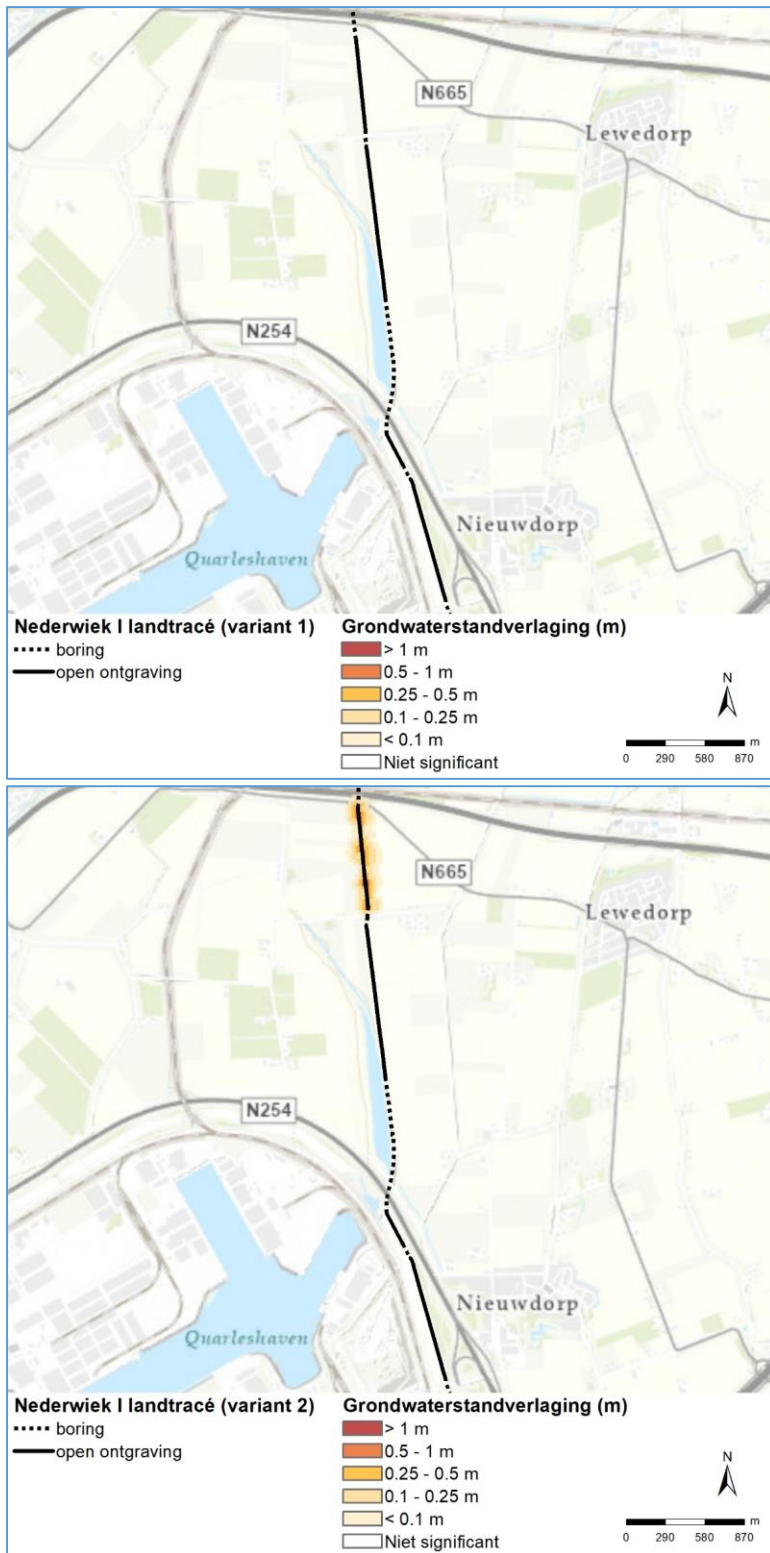 N665
Lewedorp
N254
Nieuwdorp
Quarleshaven
Nederwiek I landtracé (variant 1)
boring
open ontgraving
Grondwaterstandverlaging (m)
> 1 m
0.5 - 1 m
0.25 - 0.5 m
0.1 - 0.25 m
< 0.1 m
Niet significant
N
m
0 290 580 870
N665
Lewedorp
N254
Nieuwdorp
Quarleshaven
Nederwiek I landtracé (variant 2)
boring
open ontgraving
Grondwaterstandverlaging (m)
> 1 m
0.5 - 1 m
0.25 - 0.5 m
0.1 - 0.25 m
< 0.1 m
Niet significant
N
m
0 290 580 870